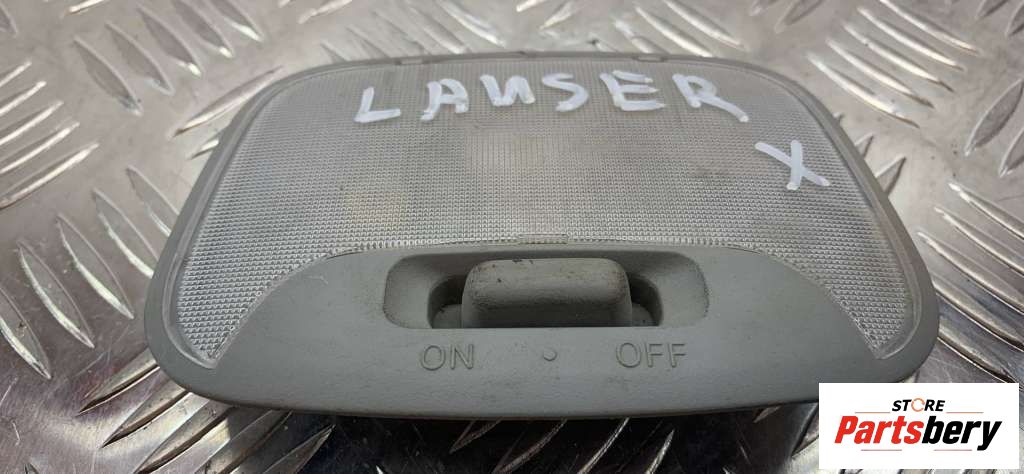 LANSER
X
ON • OFF
STORE
Partsbery